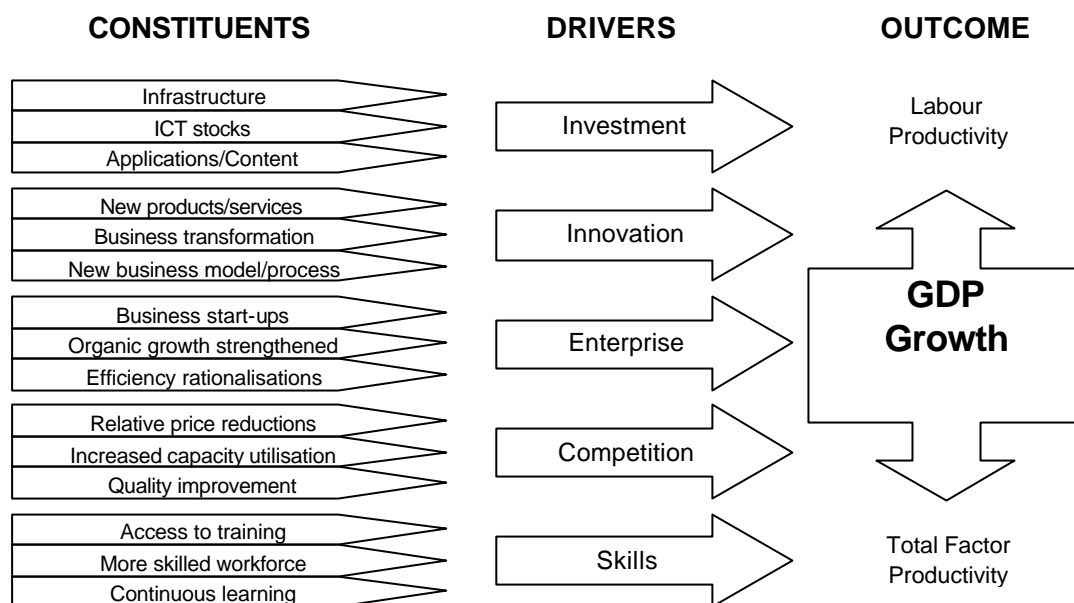 CONSTITUENTS
DRIVERS
OUTCOME
Infrastructure
ICT stocks
Applications/Content
Investment
Labour
Productivity
New products/services
Business transformation
New business model/process
Innovation
Business start-ups
Organic growth strengthened
Efficiency rationalisations
Enterprise
GDP
Growth
Relative price reductions
Increased capacity utilisation
Quality improvement
Competition
Access to training
More skilled workforce
Continuous learning
Skills
Total Factor
Productivity